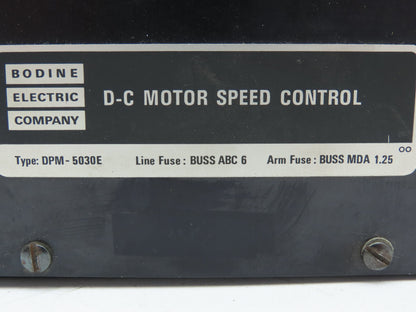 BODINE
ELECTRIC
COMPANY
D-C MOTOR SPEED CONTROL
OO
Type: DPM-5030E Line Fuse: BUSS ABC 6 Arm Fuse: BUSS MDA 1.25